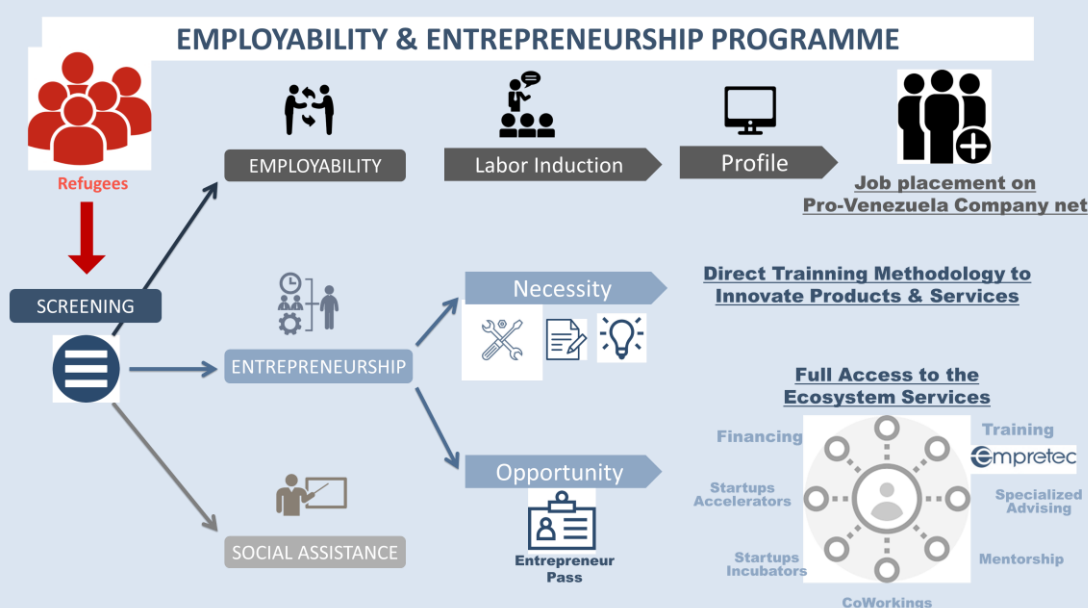 EMPLOYABILITY & ENTREPRENEURSHIP PROGRAMME
Refugees
SCREENING
EMPLOYABILITY
Labor Induction
Profile
Job placement on
Pro-Venezuela Company net
ENTREPRENEURSHIP
Necessity
Direct Trainning Methodology to
Innovate Products & Services
Opportunity
Entrepreneur
Pass
Full Access to the
Ecosystem Services
Financing
Training
empretec
Startups
Accelerators
Specialized
Advising
Startups
Incubators
Mentorship
CoWorkings
SOCIAL ASSISTANCE